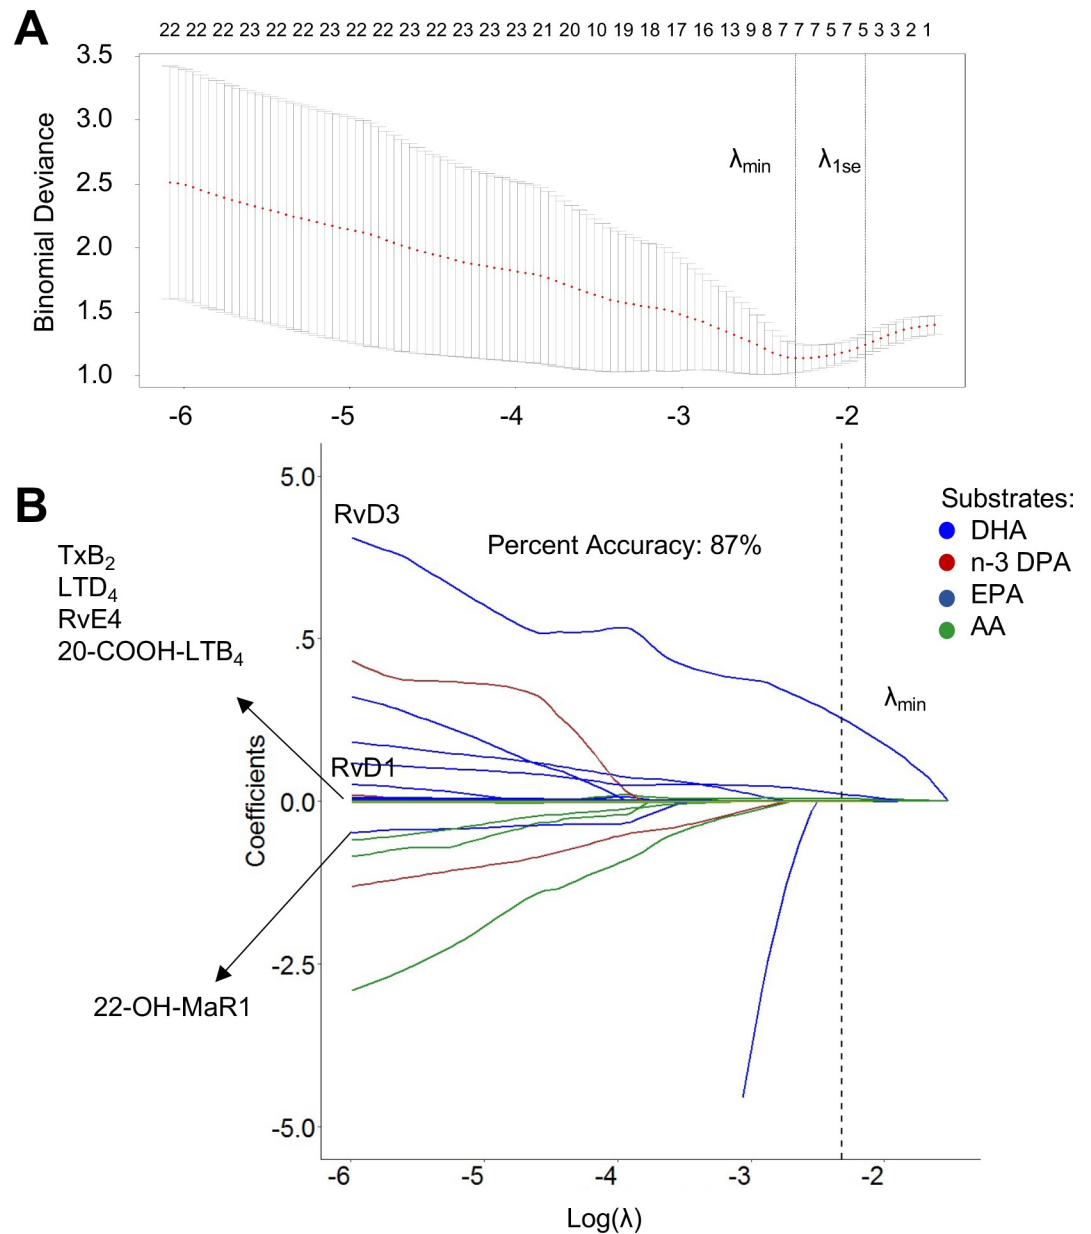 A
22 22 22 22 22 23 22 22 22 22 23 23 23 21 20 10 19 18 17 16 13 9 8 7 7 7 5 7 5 3 3 2 1
3.5
3.0
2.5
2.0
1.5
1.0
Binomial Deviance
λmin
λ1se
-6 -5 -4 -3 -2
B
TxB2
LTD4
RvE4
20-COOH-LTB4
22-OH-MaR1
5.0
.5
0.0
-2.5
-5.0
Coefficients
RvD3
Percent Accuracy: 87%
RvD1
λmin
Substrates:
DHA
n-3 DPA
EPA
AA
-6 -5 -4 -3 -2
Log(λ)